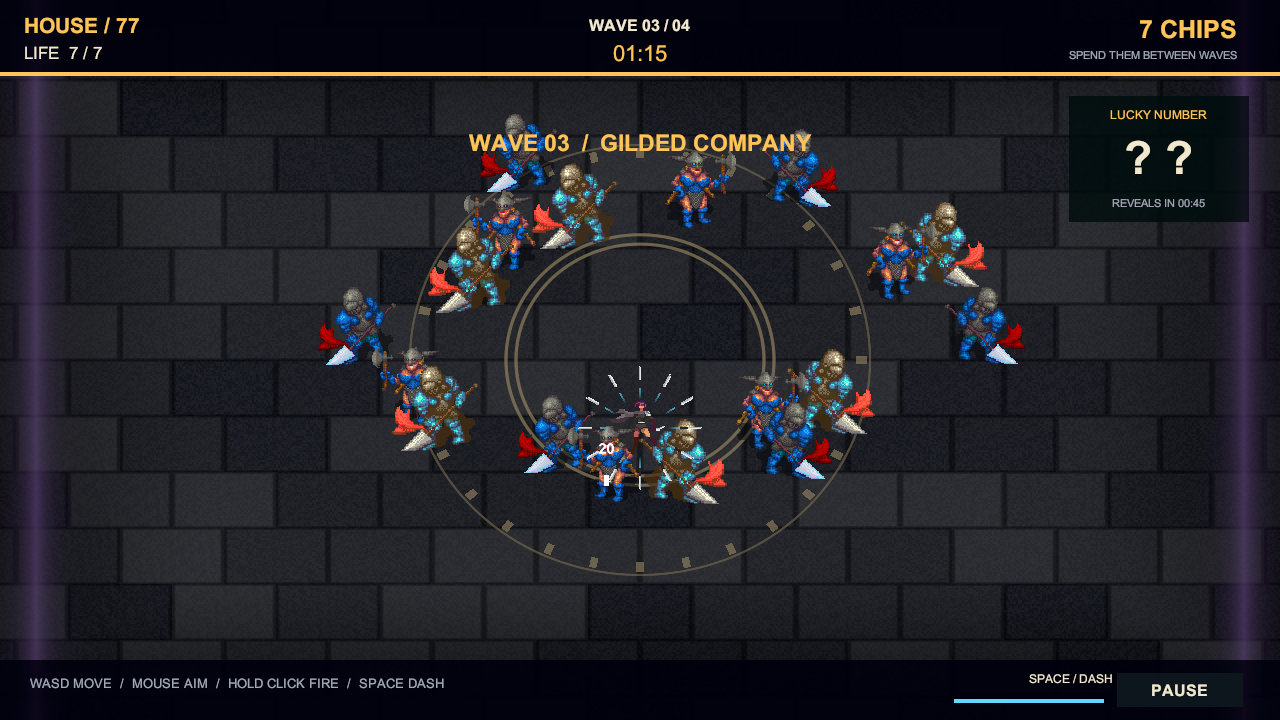 HOUSE / 77
LIFE 7 / 7
WAVE 03 / 04
01:15
7 CHIPS
SPEND THEM BETWEEN WAVES
LUCKY NUMBER
? ?
REVEALS IN 00:45
WAVE 03 / GILDED COMPANY
20
WASD MOVE / MOUSE AIM / HOLD CLICK FIRE / SPACE DASH
SPACE / DASH
PAUSE